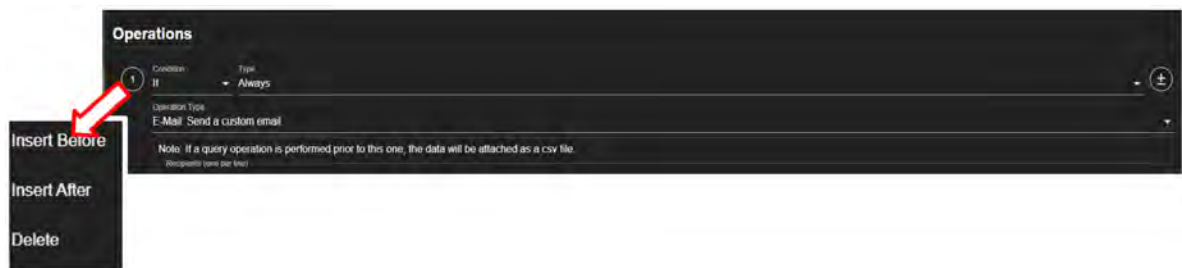 Operations
Condition Type
1 If Always ±
Operation Type
E-Mail: Send a custom email
Note: If a query operation is performed prior to this one, the data will be attached as a csv file.
Recipients (one per line)
Insert Before
Insert After
Delete